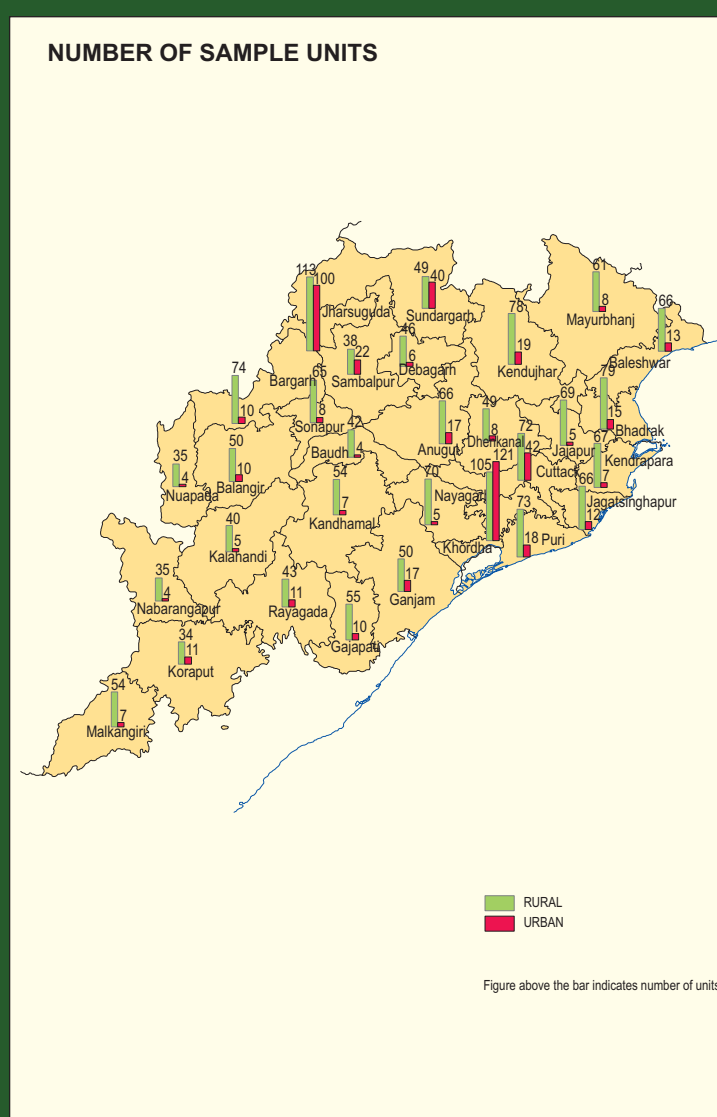 NUMBER OF SAMPLE UNITS
113
100
Jharsuguda
49
40
Sundargarh
61
8
Mayurbhanj
78
19
Kendujhar
66
13
Baleshwar
38
22
Sambalpur
46
6
Debagarh
Bargarh
74
10
65
8
Sonapur
79
15
Bhadrak
66
17
Anugul
49
8
Dhenkanal
69
5
Jajapur
72
42
Cuttack
67
7
Kendrapara
42
4
Baudh
35
4
Nuapada
50
10
Balangir
54
7
Kandhamal
70
5
Nayagarh
105
121
Khordha
66
12
Jagatsinghapur
73
18
Puri
40
5
Kalahandi
50
17
Ganjam
35
4
Nabarangapur
43
11
Rayagada
55
10
Gajapati
34
11
Koraput
54
7
Malkangiri
RURAL
URBAN
Figure above the bar indicates number of units